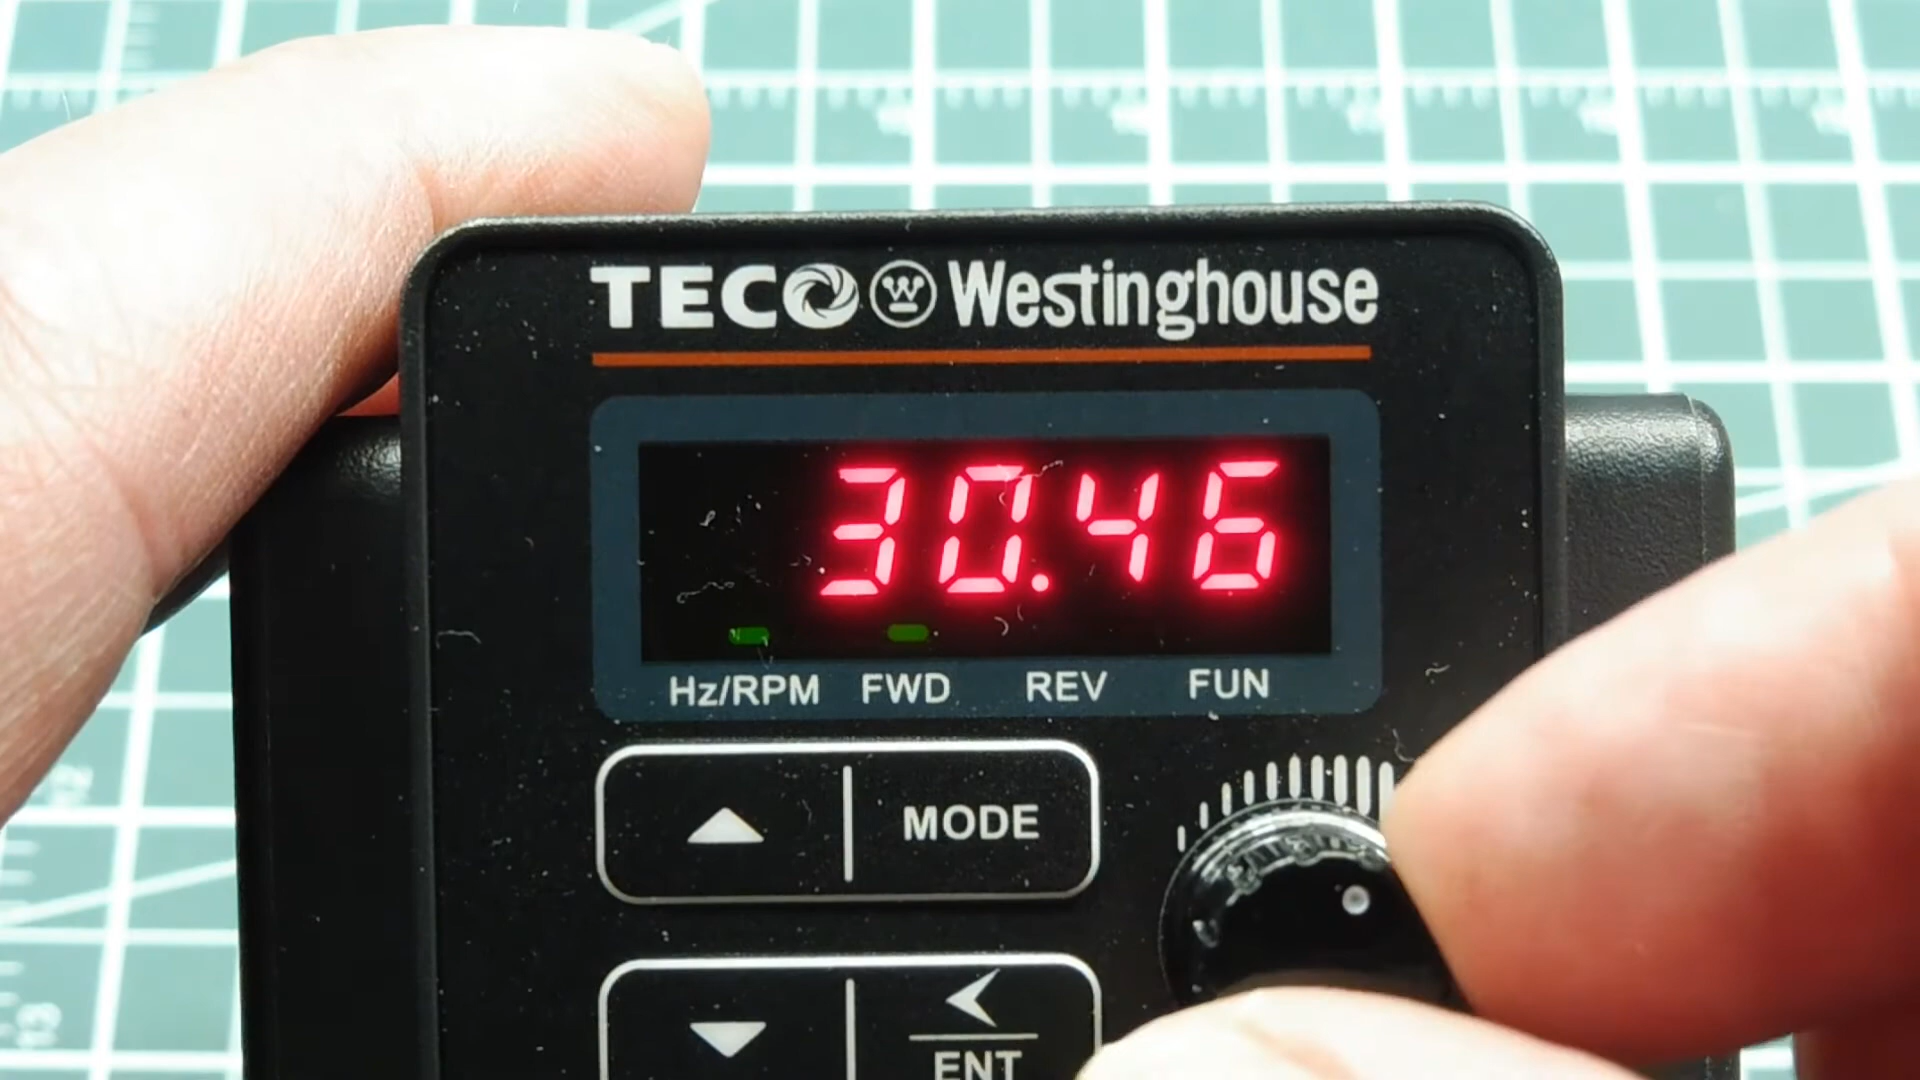 TECO W Westinghouse
30.46
Hz/RPM FWD REV FUN
MODE
ENT